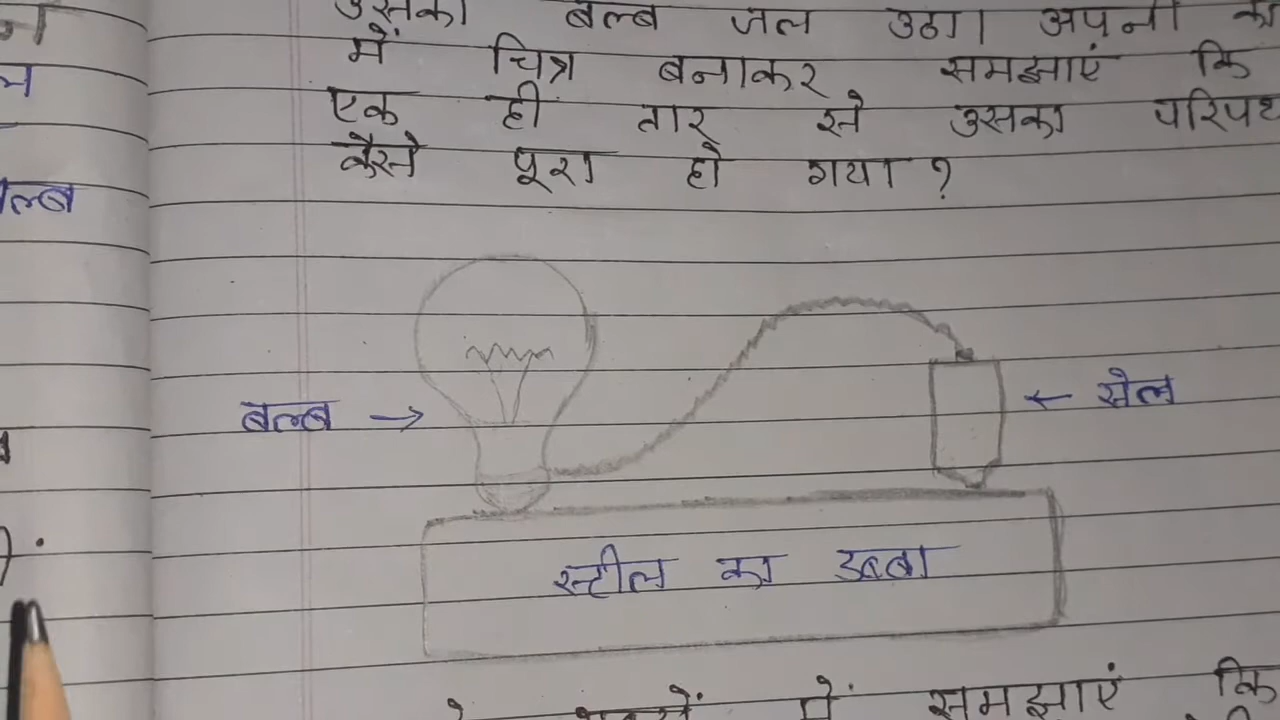 उसका बल्ब जल उठा। अपनी
में चित्र बनाकर समझाएं कि
एक ही तार से उसका परिपथ
कैसे पूरा हो गया ?
ल्ब
बल्ब →
← सेल
स्टील का डब्बा
में समझाएं कि